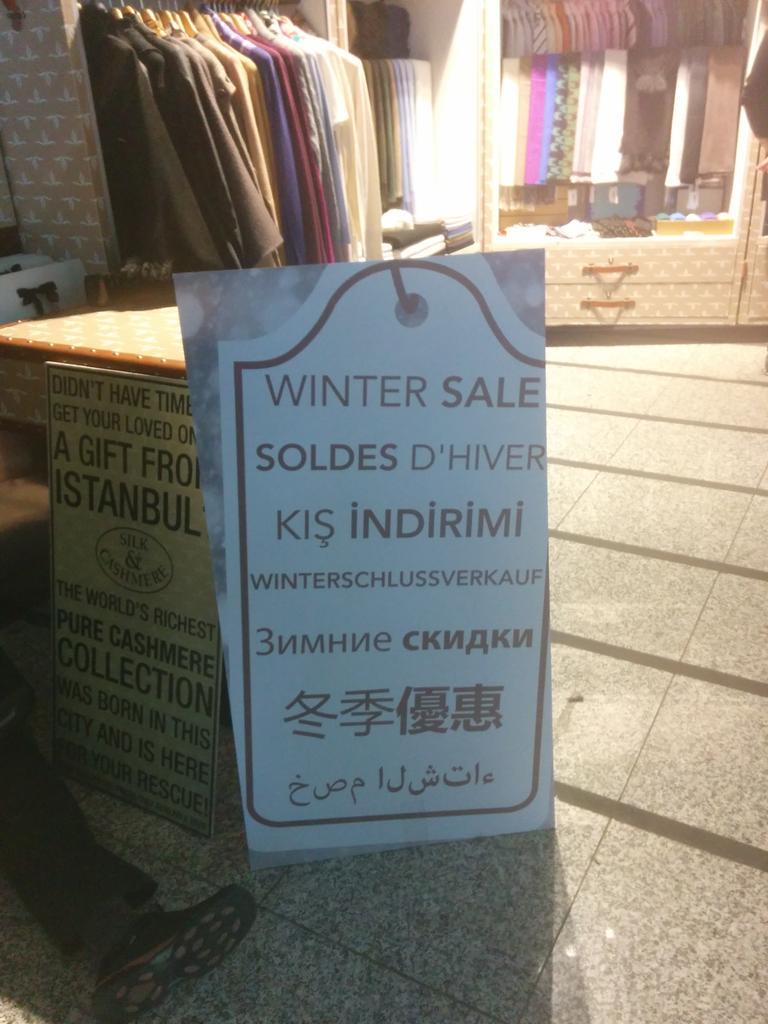 WINTER SALE
SOLDES D'HIVER
KIŞ İNDİRİMİ
WINTERSCHLUSSVERKAUF
Зимние скидки
冬季優惠
ءاتشلا مصخ
DIDN'T HAVE TIME
GET YOUR LOVED
A GIFT
ISTANBUL
SILK
&
CASHMERE
THE WORLD'S RICHEST
PURE CASHMERE
COLLECTION
WAS BORN IN THIS
CITY AND IS HERE
FOR YOUR RESCUE!